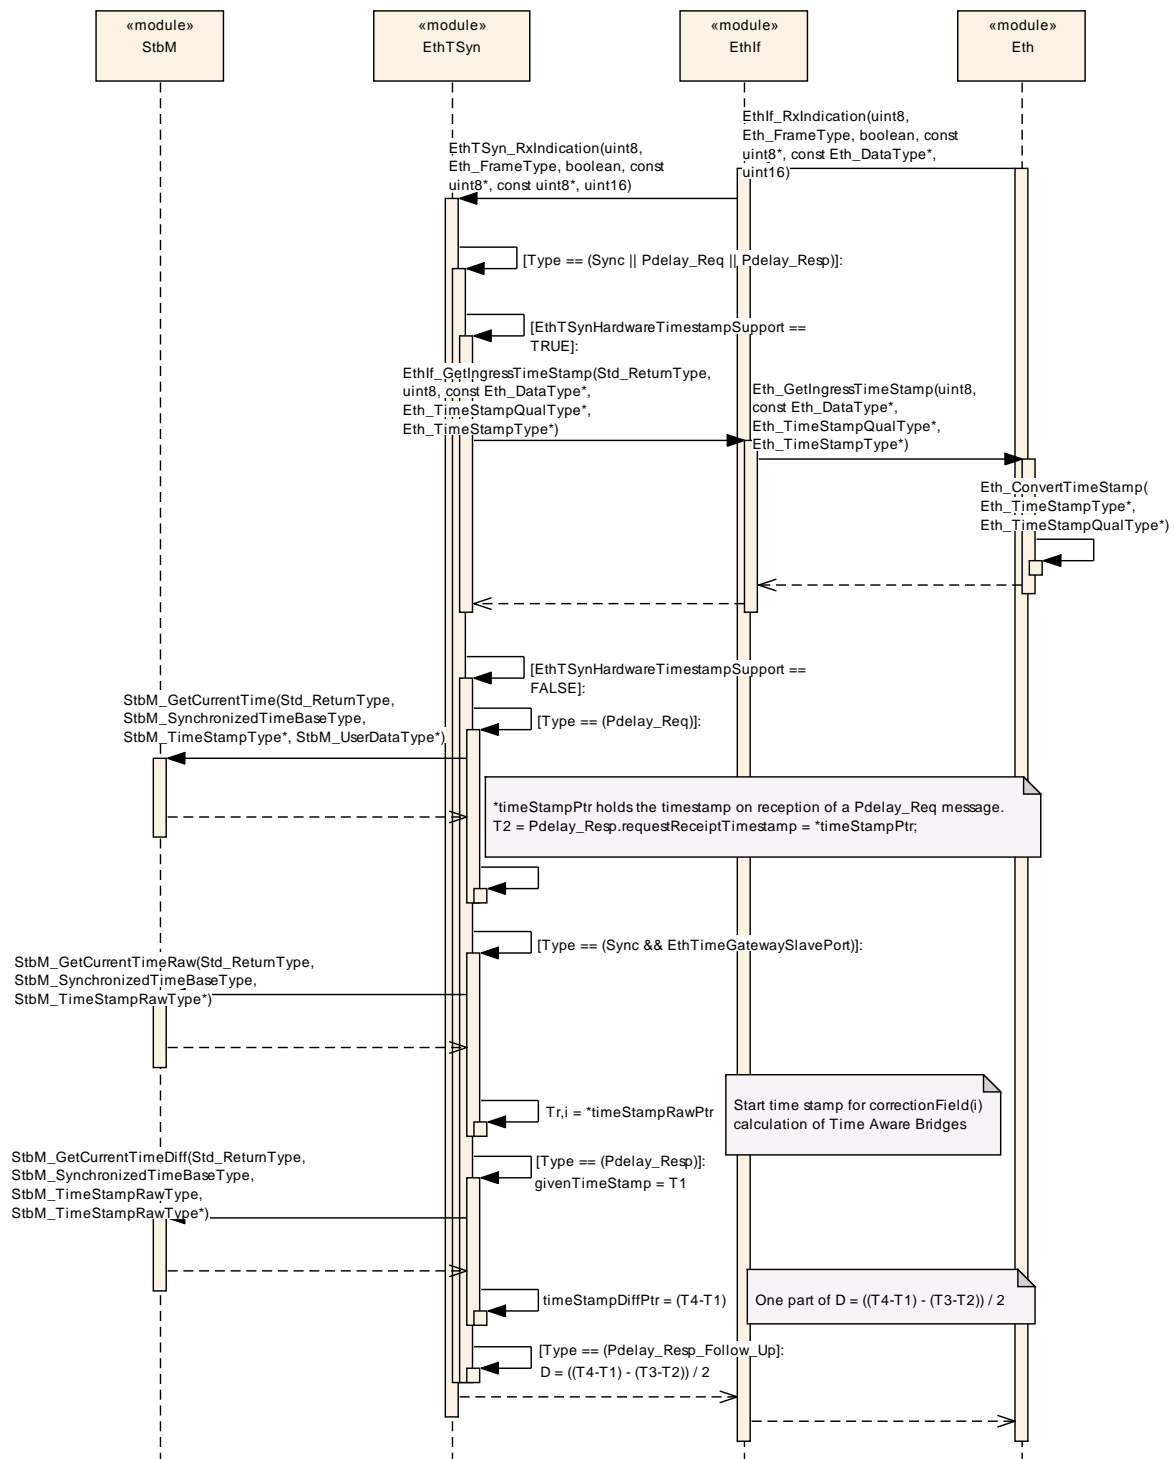 «module»
StbM
«module»
EthTSyn
«module»
EthIf
«module»
Eth
EthIf_RxIndication(uint8,
Eth_FrameType, boolean, const
uint8*, const Eth_DataType*,
uint16)
EthTSyn_RxIndication(uint8,
Eth_FrameType, boolean, const
uint8*, const uint8*, uint16)
[Type == (Sync || Pdelay_Req || Pdelay_Resp)]:
[EthTSynHardwareTimestampSupport ==
TRUE]:
EthIf_GetIngressTimeStamp(Std_ReturnType,
uint8, const Eth_DataType*,
Eth_TimeStampQualType*,
Eth_TimeStampType*)
Eth_GetIngressTimeStamp(uint8,
const Eth_DataType*,
Eth_TimeStampQualType*,
Eth_TimeStampType*)
Eth_ConvertTimeStamp(
Eth_TimeStampType*,
Eth_TimeStampQualType*)
[EthTSynHardwareTimestampSupport ==
FALSE]:
StbM_GetCurrentTime(Std_ReturnType,
StbM_SynchronizedTimeBaseType,
StbM_TimeStampType*, StbM_UserDataType*)
[Type == (Pdelay_Req)]:
*timeStampPtr holds the timestamp on reception of a Pdelay_Req message.
T2 = Pdelay_Resp.requestReceiptTimestamp = *timeStampPtr;
[Type == (Sync && EthTimeGatewaySlavePort)]:
StbM_GetCurrentTimeRaw(Std_ReturnType,
StbM_SynchronizedTimeBaseType,
StbM_TimeStampRawType*)
Tr,i = *timeStampRawPtr
Start time stamp for correctionField(i)
calculation of Time Aware Bridges
StbM_GetCurrentTimeDiff(Std_ReturnType,
StbM_SynchronizedTimeBaseType,
StbM_TimeStampRawType,
StbM_TimeStampRawType*)
[Type == (Pdelay_Resp)]:
givenTimeStamp = T1
timeStampDiffPtr = (T4-T1)
One part of D = ((T4-T1) - (T3-T2)) / 2
[Type == (Pdelay_Resp_Follow_Up]:
D = ((T4-T1) - (T3-T2)) / 2